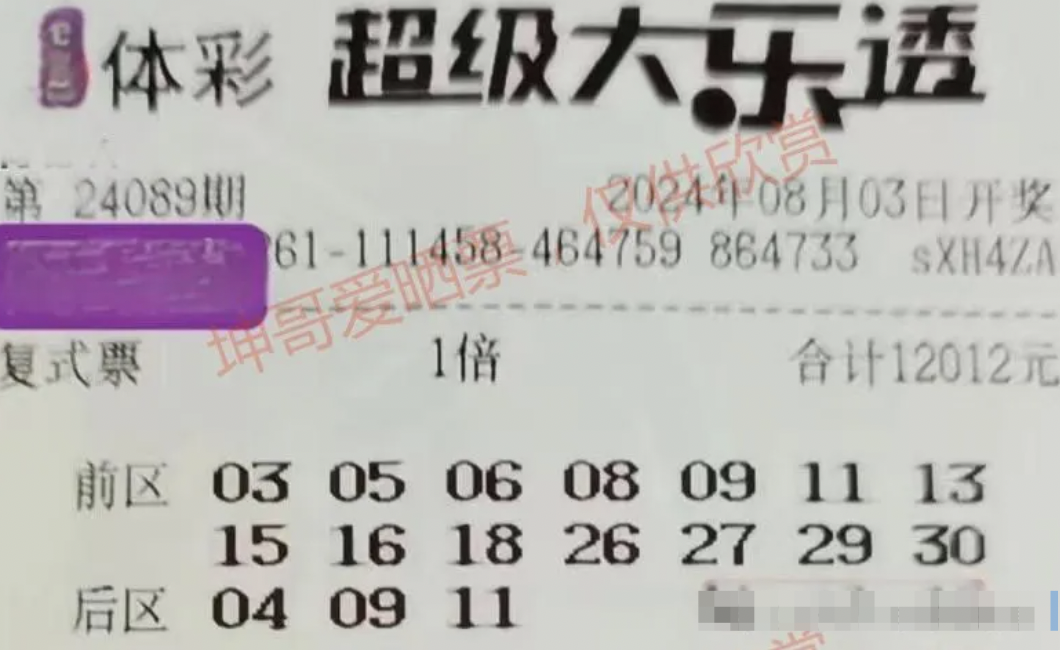 体彩 超级大乐透
第 24089期 2024年08月03日开奖
61-111458-464759 864733 sXH4ZA
坤哥爱晒票,仅供欣赏
复式票 1倍 合计12012元
前区 03 05 06 08 09 11 13
15 16 18 26 27 29 30
后区 04 09 11
赏